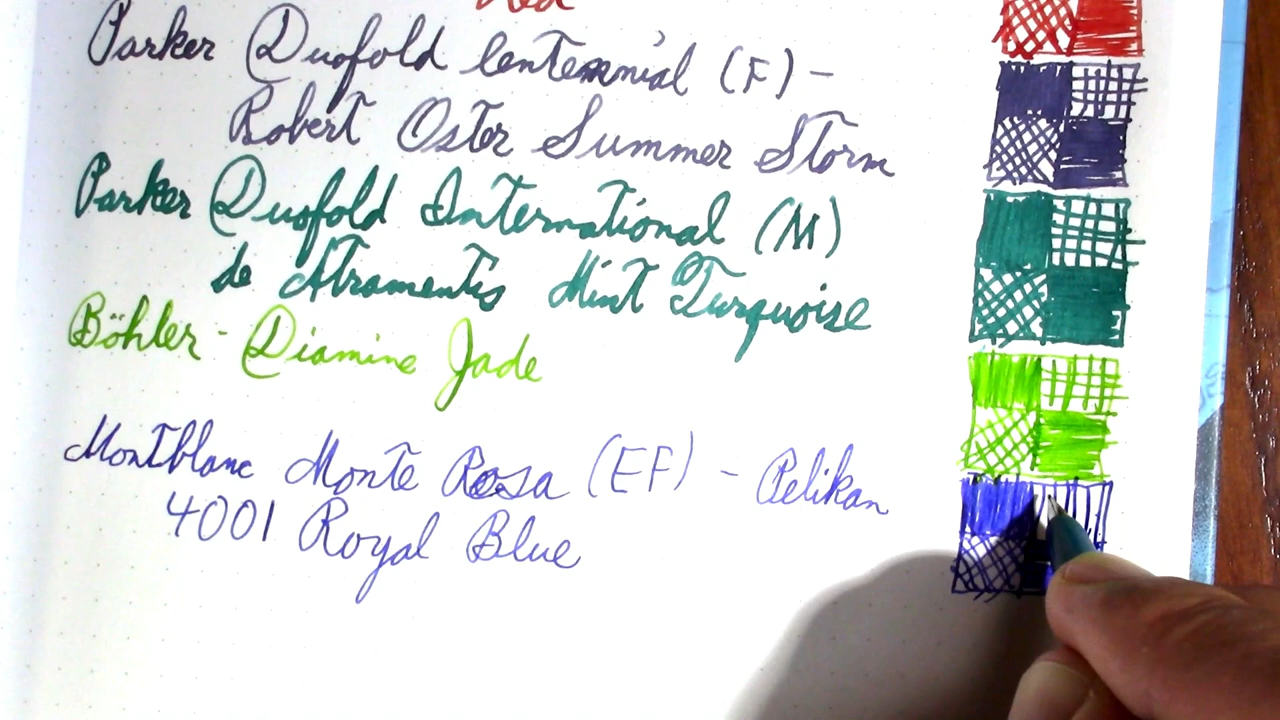 Red
Parker Duofold Centennial (F) -
Robert Oster Summer Storm
Parker Duofold International (M)
de Atramentis Mint Turquoise
Böhler - Diamine Jade
Montblanc Monte Rosa (EF) - Pelikan
4001 Royal Blue